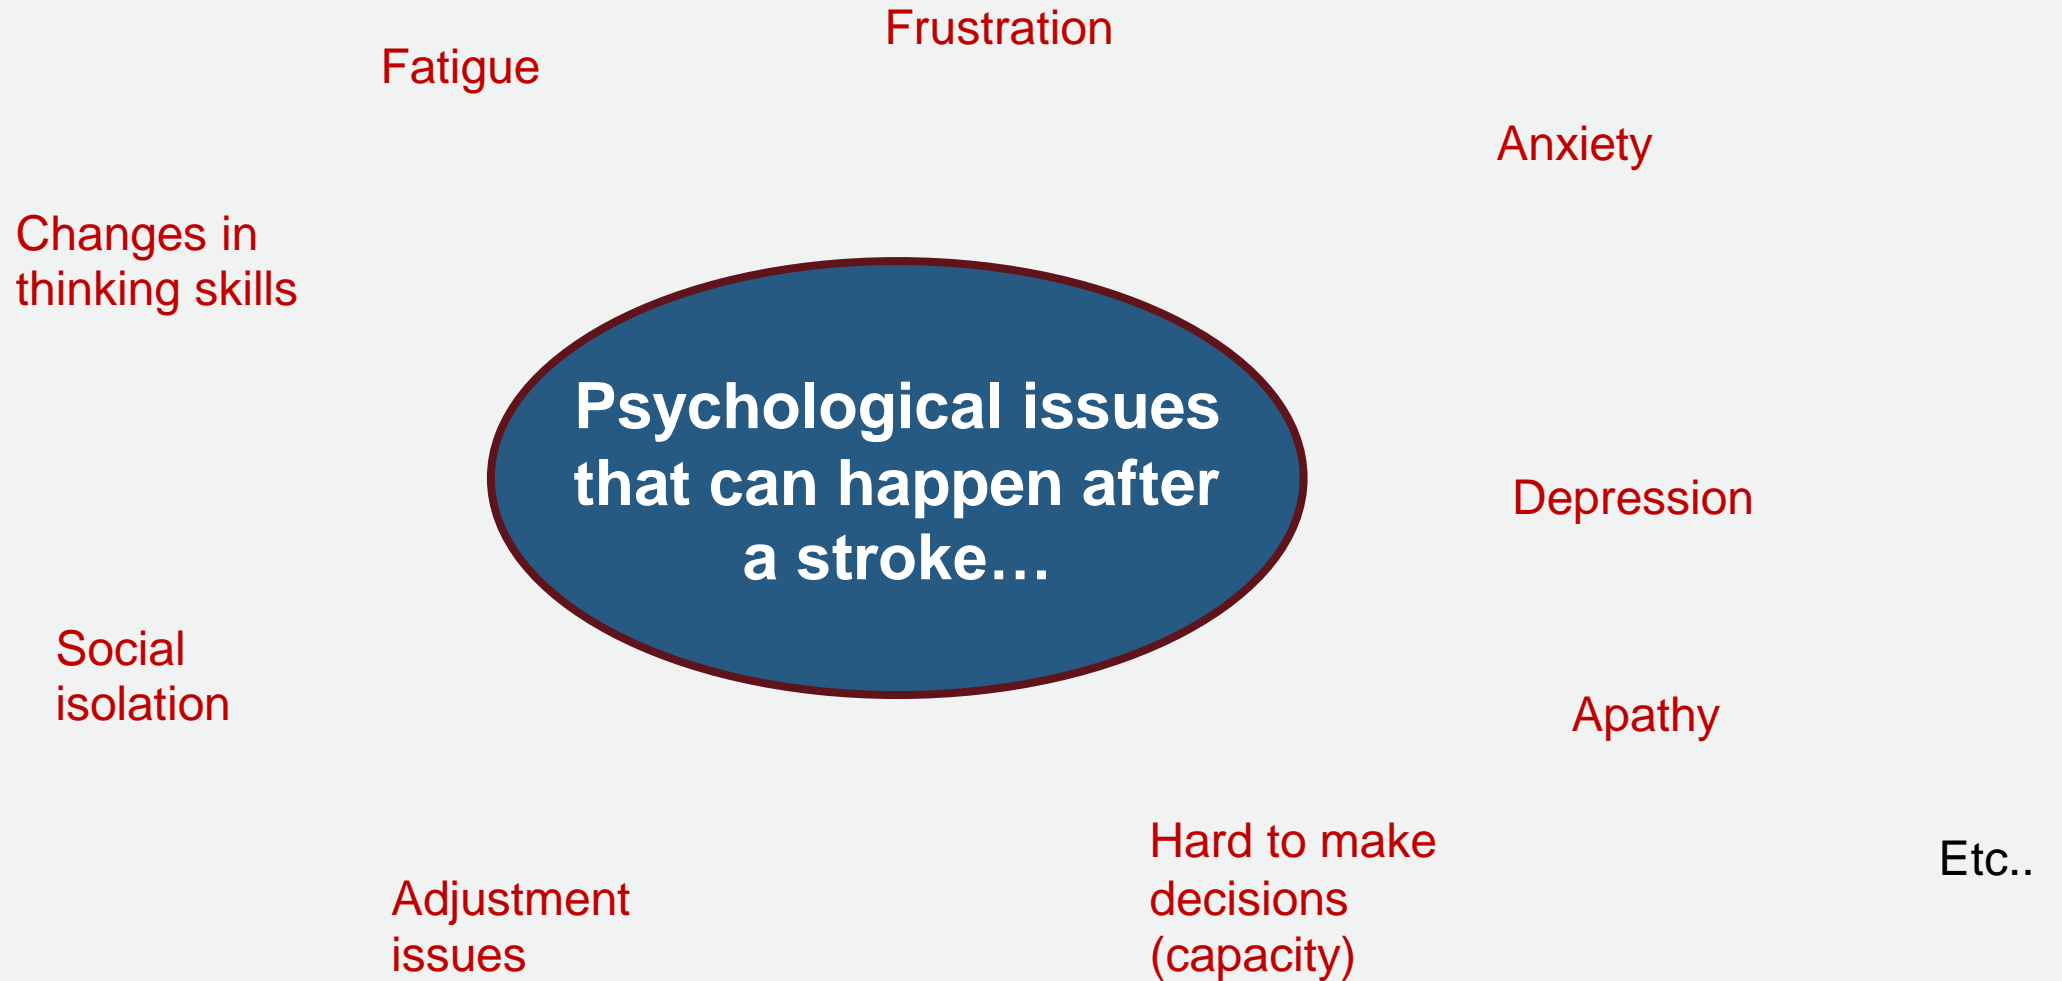 Frustration
Fatigue
Anxiety
Changes in
thinking skills
Psychological issues
that can happen after
a stroke…
Depression
Social
isolation
Apathy
Hard to make
decisions
(capacity)
Etc..
Adjustment
issues